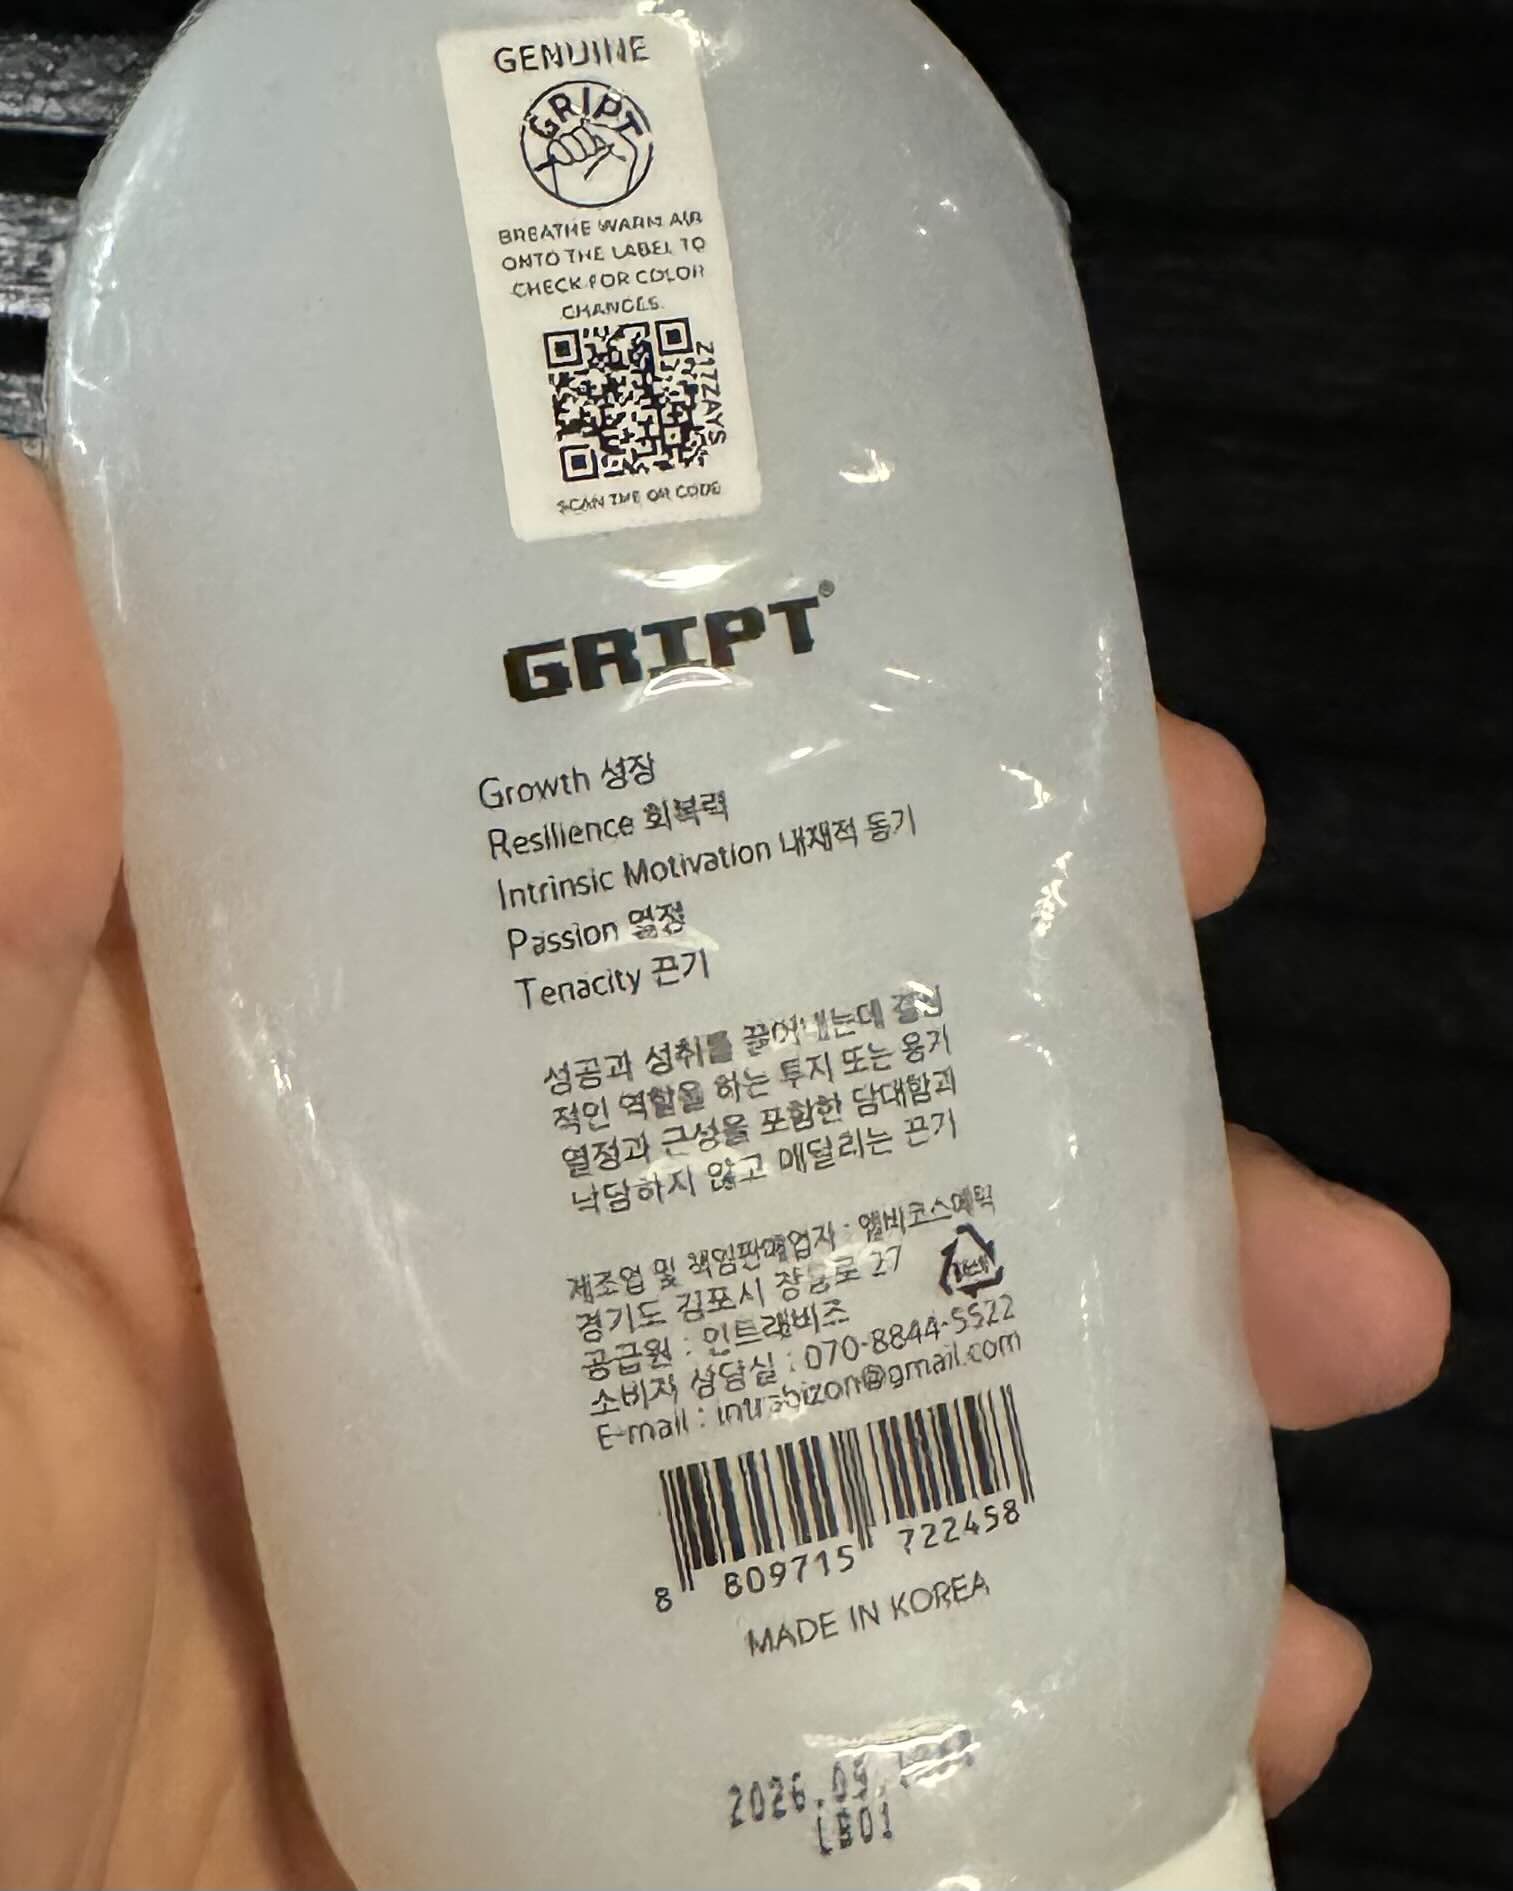 GENUINE
GRIPT
BREATHE WARM AIR
ONTO THE LABEL TO
CHECK FOR COLOR
CHANGES.
Z17ZAYS
SCAN THE QR CODE
GRIPT®
Growth 성장
Resilience 회복력
Intrinsic Motivation 내재적 동기
Passion 열정
Tenacity 끈기
성공과 성취를 끌어내는데 결정
적인 역할을 하는 투지 또는 용기
열정과 근성을 포함한 담대함과
낙담하지 않고 매달리는 끈기
제조업 및 책임판매업자 : 엘비코스메틱
경기도 김포시 27
공급원 : 인트라비즈
소비자 상담실 : 070-8844-5522
E-mail :
8 809715 722458
MADE IN KOREA
2026.05.